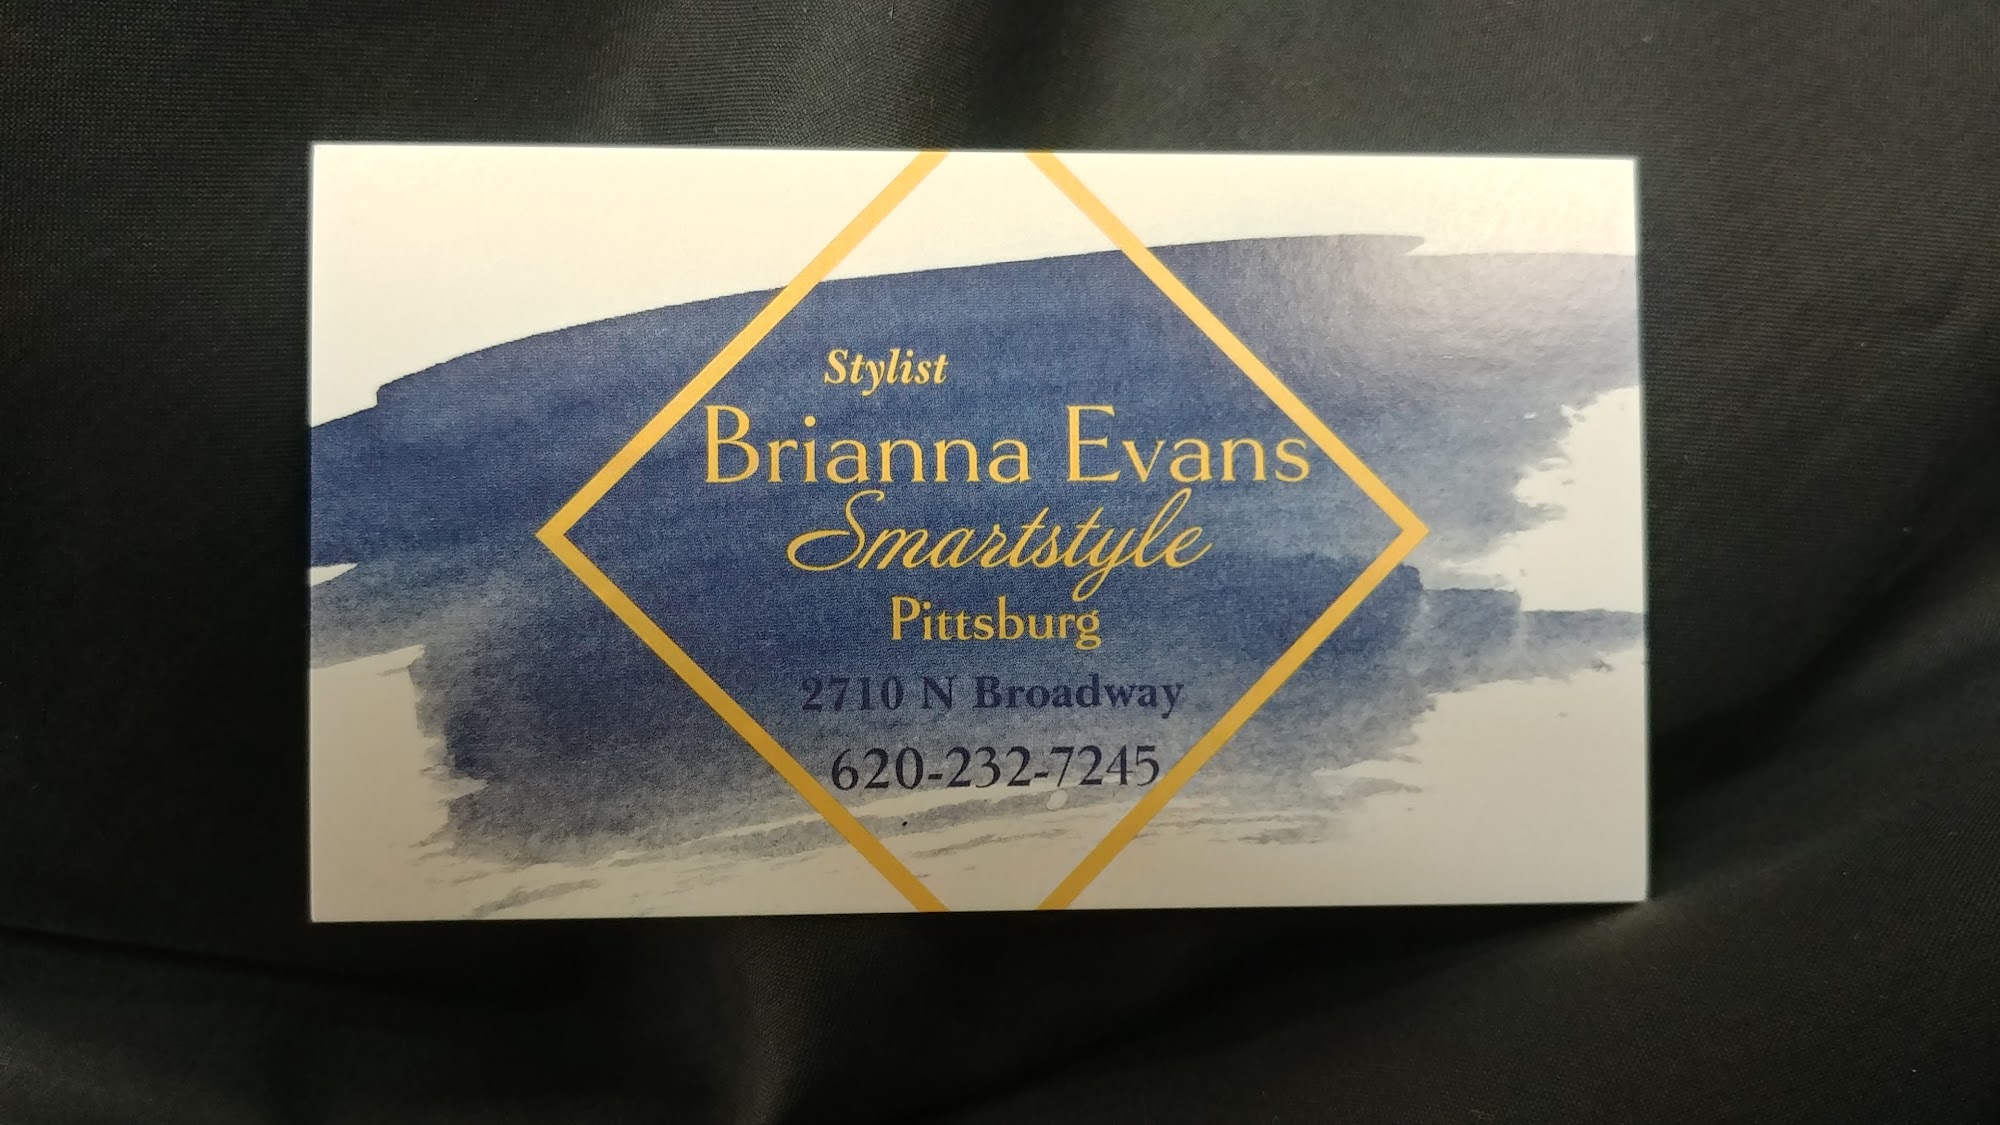 Stylist
Brianna Evans
Smartstyle
Pittsburg
2710 N Broadway
620-232-7245